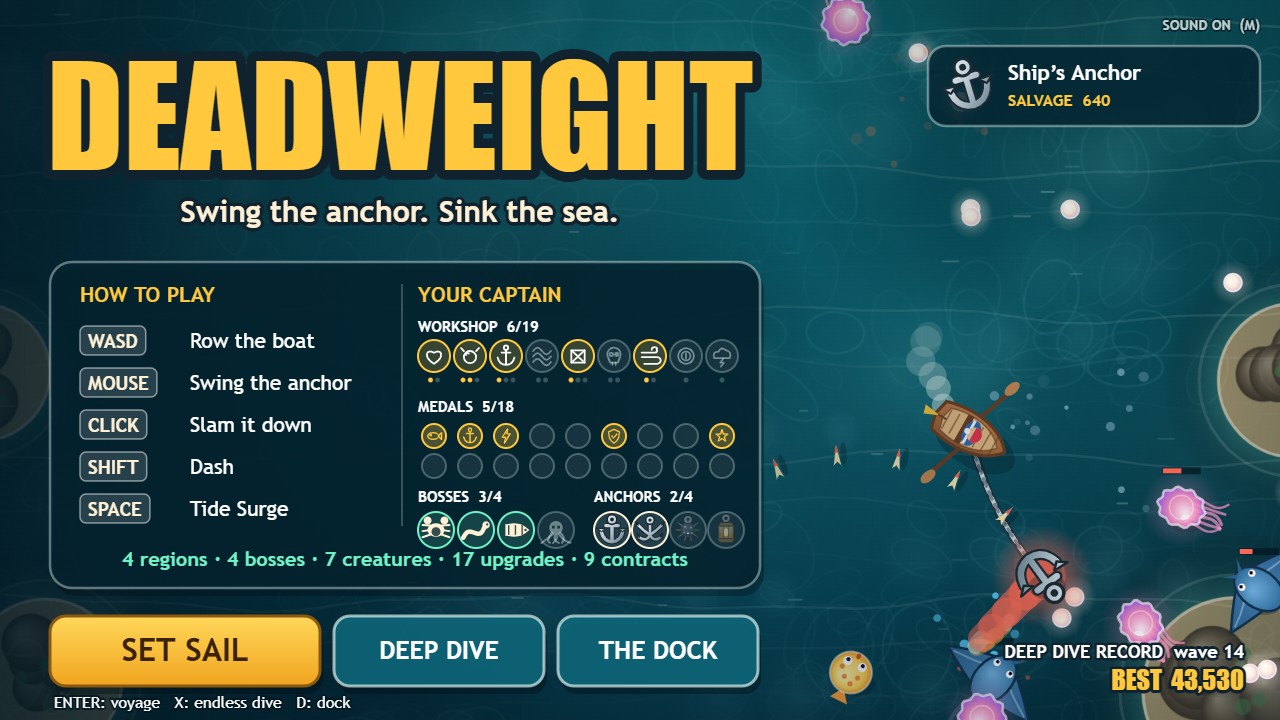 SOUND ON (M)
DEADWEIGHT
Ship's Anchor
SALVAGE 640
Swing the anchor. Sink the sea.
HOW TO PLAY
WASD Row the boat
MOUSE Swing the anchor
CLICK Slam it down
SHIFT Dash
SPACE Tide Surge
YOUR CAPTAIN
WORKSHOP 6/19
MEDALS 5/18
BOSSES 3/4 ANCHORS 2/4
4 regions · 4 bosses · 7 creatures · 17 upgrades · 9 contracts
SET SAIL DEEP DIVE THE DOCK
ENTER: voyage X: endless dive D: dock
DEEP DIVE RECORD wave 14
BEST 43,530